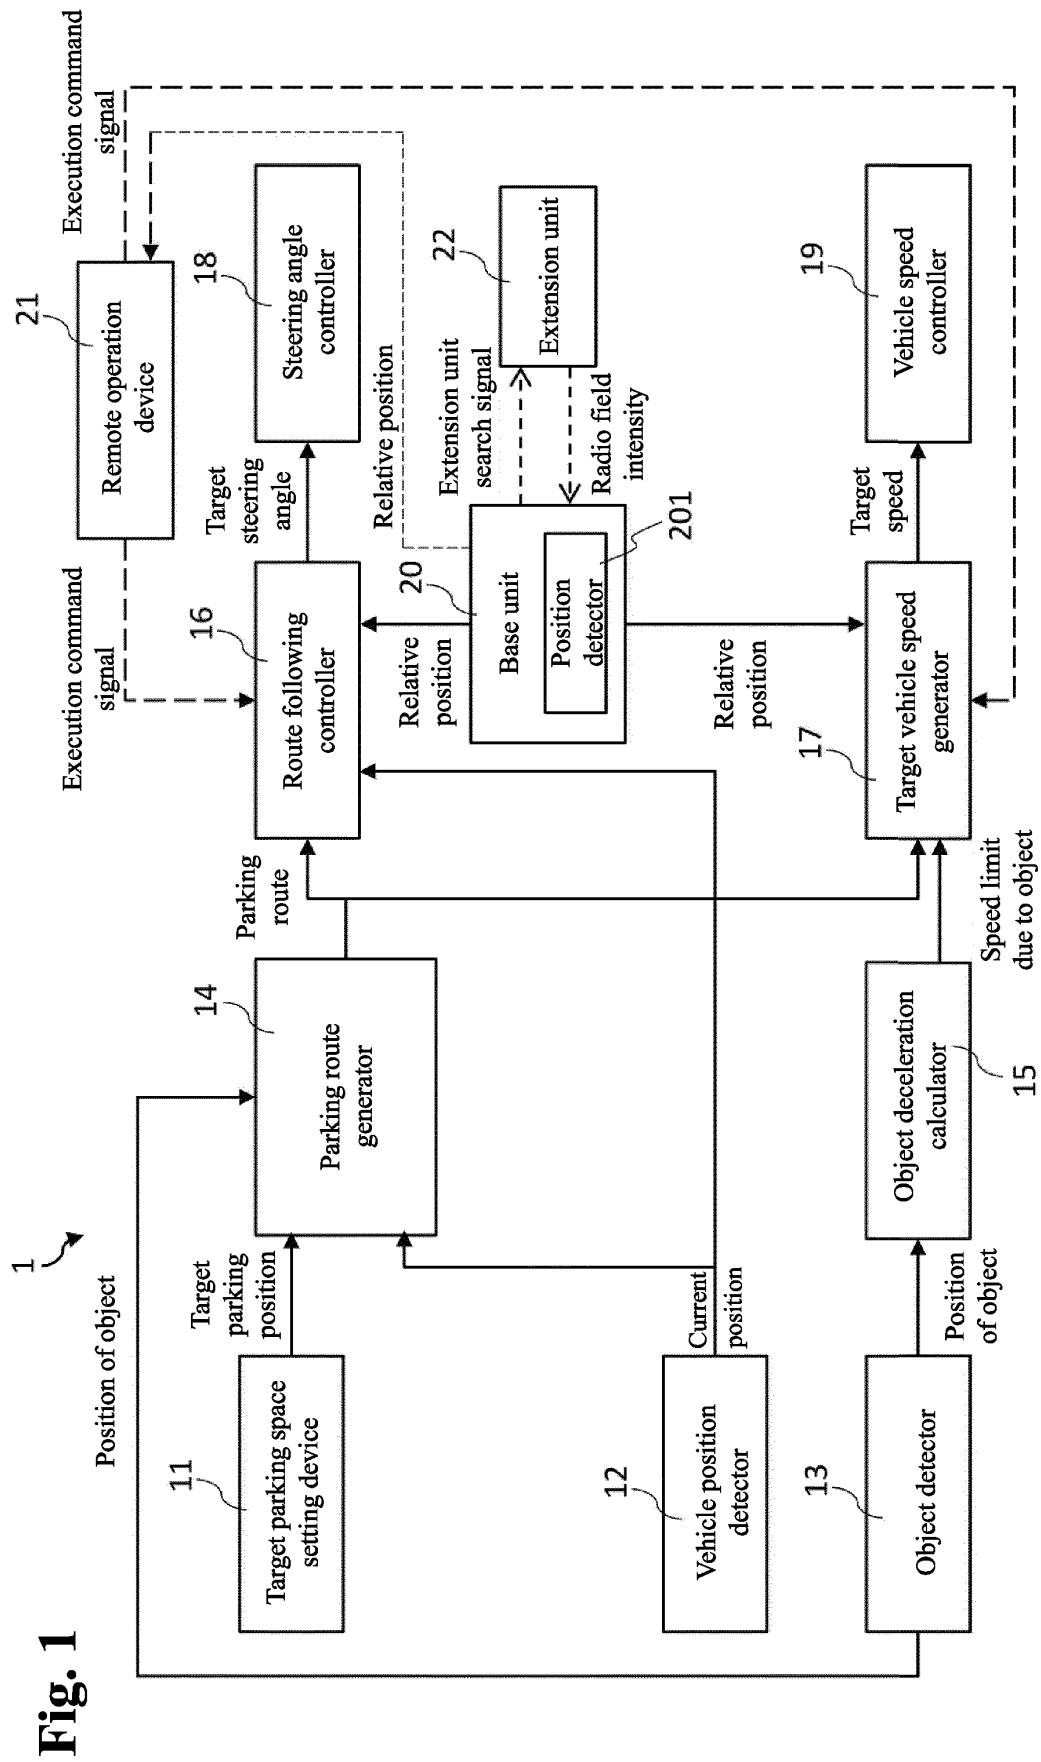 Fig. 1
1
Position of object
11
Target parking space
setting device
Target
parking
position
12
Vehicle position
detector
Current
position
13
Object detector
Position
of object
14
Parking route
generator
Parking
route
15
Object deceleration
calculator
Speed limit
due to object
Execution command
signal
21
Remote operation
device
Execution command
signal
16
Route following
controller
Target
steering
angle
18
Steering angle
controller
Relative
position
Relative position
20
Base unit
Position
detector
201
Extension unit
search signal
Radio field
intensity
22
Extension unit
Relative
position
17
Target vehicle speed
generator
Target
speed
19
Vehicle speed
controller